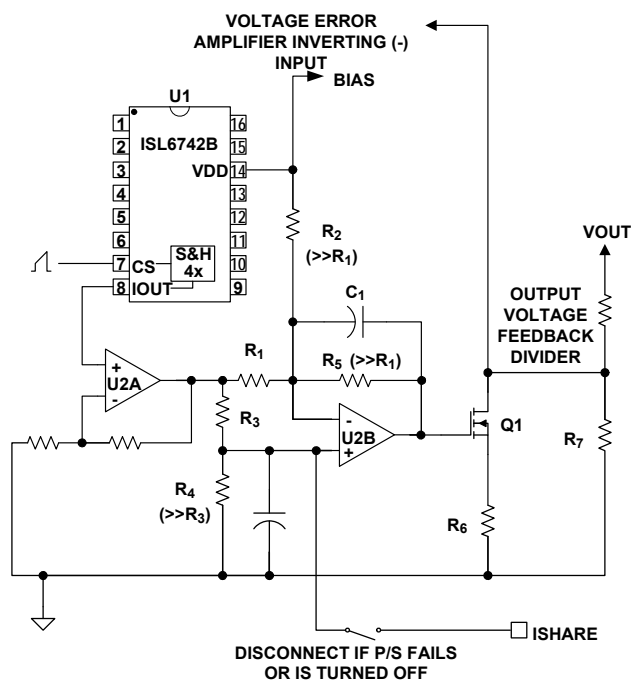 VOLTAGE ERROR
AMPLIFIER INVERTING (-)
INPUT
BIAS
U1
ISL6742B
1
2
3
4
5
6
7
8
16
15
14
13
12
11
10
9
VDD
CS
S&H
4x
IOUT
R2
(>>R1)
C1
R1
R5 (>>R1)
VOUT
OUTPUT
VOLTAGE
FEEDBACK
DIVIDER
+
U2A
-
R3
-
U2B
+
Q1
R7
R4
(>>R3)
R6
ISHARE
DISCONNECT IF P/S FAILS
OR IS TURNED OFF